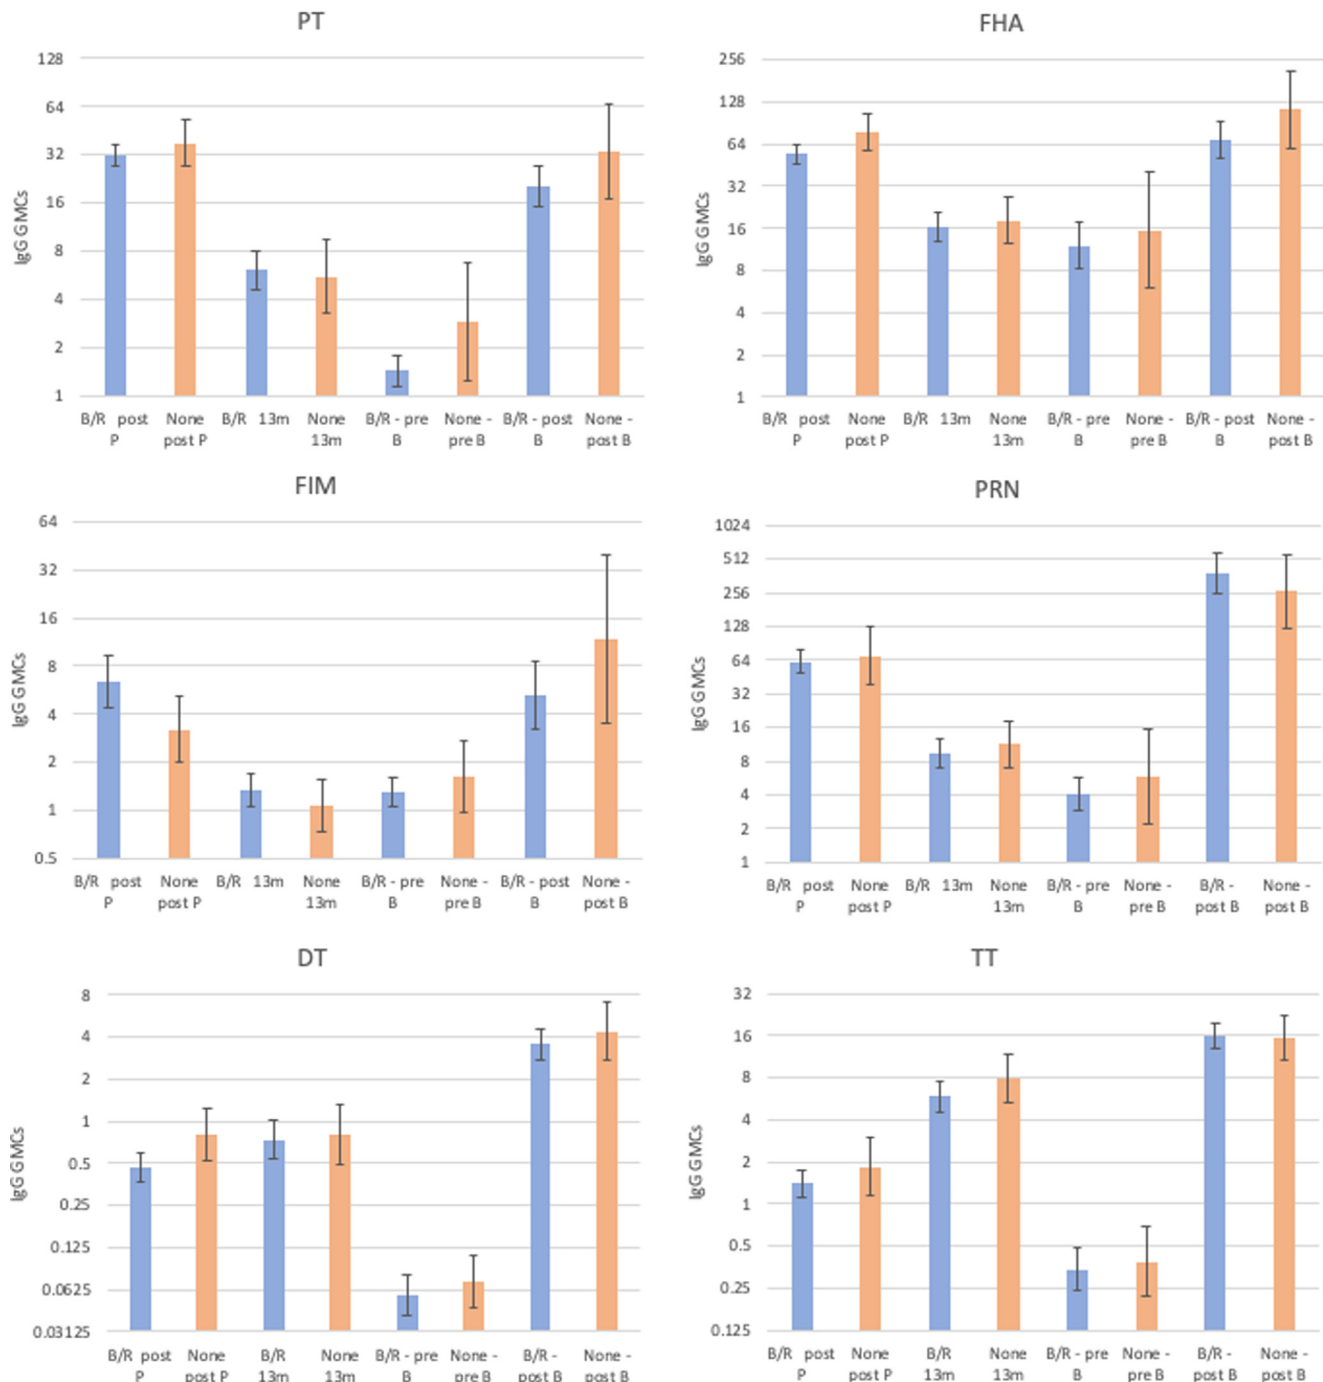 PT
IgG GMCs
128
64
32
16
8
4
2
1
B/R post P
None post P
B/R 13m
None 13m
B/R - pre B
None - pre B
B/R - post B
None - post B
FHA
IgG GMCs
256
128
64
32
16
8
4
2
1
B/R post P
None post P
B/R 13m
None 13m
B/R - pre B
None - pre B
B/R - post B
None - post B
FIM
IgG GMCs
64
32
16
8
4
2
1
0.5
B/R post P
None post P
B/R 13m
None 13m
B/R - pre B
None - pre B
B/R - post B
None - post B
PRN
IgG GMCs
1024
512
256
128
64
32
16
8
4
2
1
B/R post P
None post P
B/R 13m
None 13m
B/R - pre B
None - pre B
B/R - post B
None - post B
DT
IgG GMCs
8
4
2
1
0.5
0.25
0.125
0.0625
0.03125
B/R post P
None post P
B/R 13m
None 13m
B/R - pre B
None - pre B
B/R - post B
None - post B
TT
IgG GMCs
32
16
8
4
2
1
0.5
0.25
0.125
B/R post P
None post P
B/R 13m
None 13m
B/R - pre B
None - pre B
B/R - post B
None - post B